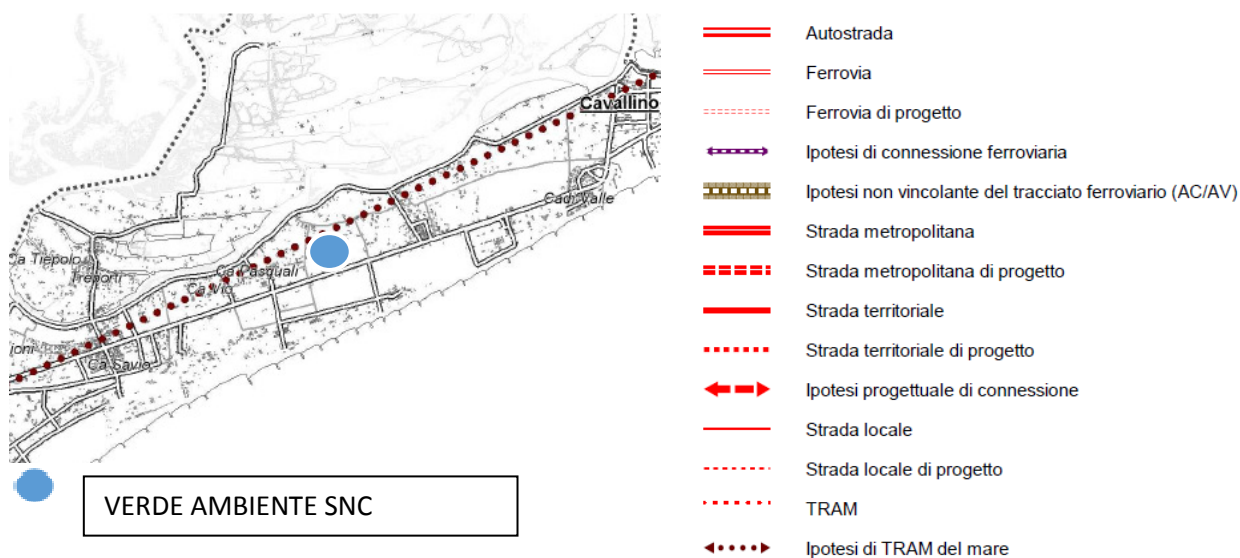 Cavallino
Cadi Valle
Ca Tiepolo
Treporti
Ca Pasquali
Ca Vio
ioni
Ca Savio
VERDE AMBIENTE SNC
Autostrada
Ferrovia
Ferrovia di progetto
Ipotesi di connessione ferroviaria
Ipotesi non vincolante del tracciato ferroviario (AC/AV)
Strada metropolitana
Strada metropolitana di progetto
Strada territoriale
Strada territoriale di progetto
Ipotesi progettuale di connessione
Strada locale
Strada locale di progetto
TRAM
Ipotesi di TRAM del mare